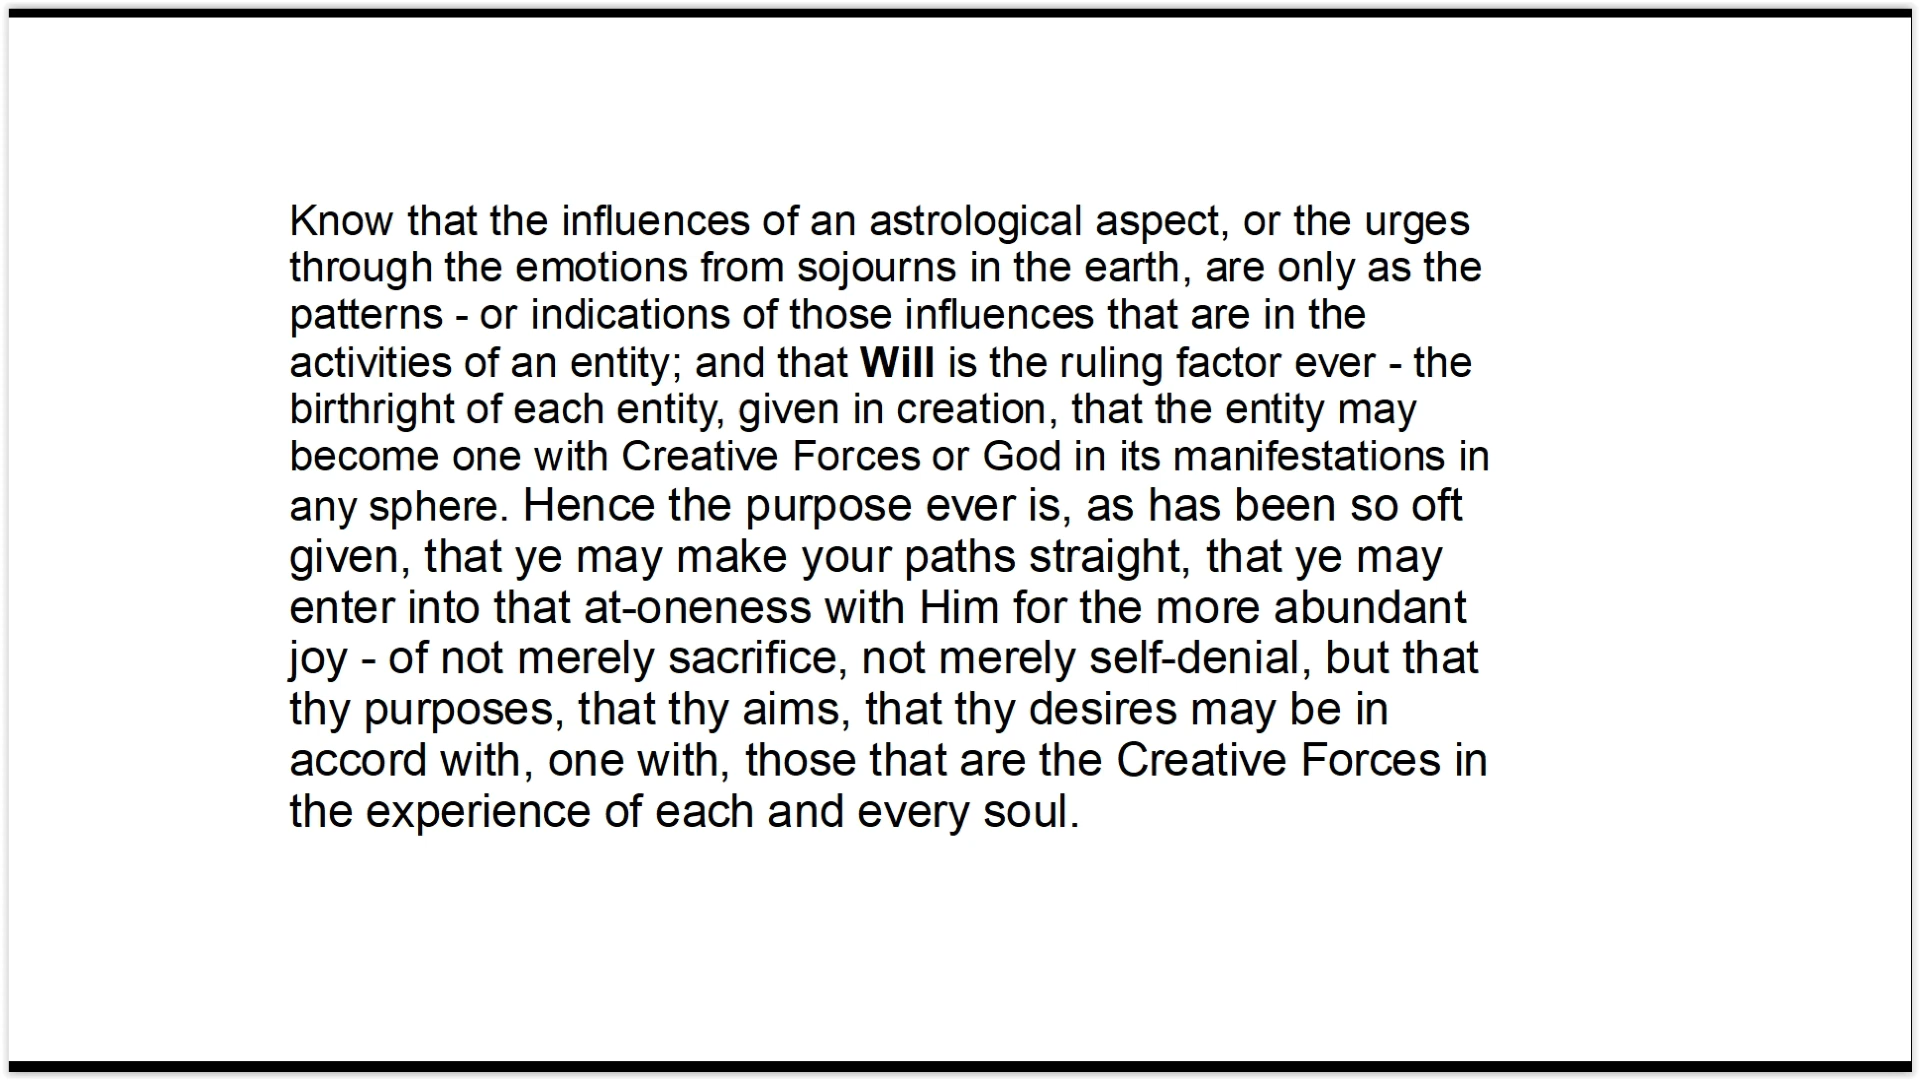 Know that the influences of an astrological aspect, or the urges
through the emotions from sojourns in the earth, are only as the
patterns - or indications of those influences that are in the
activities of an entity; and that Will is the ruling factor ever - the
birthright of each entity, given in creation, that the entity may
become one with Creative Forces or God in its manifestations in
any sphere. Hence the purpose ever is, as has been so oft
given, that ye may make your paths straight, that ye may
enter into that at-oneness with Him for the more abundant
joy - of not merely sacrifice, not merely self-denial, but that
thy purposes, that thy aims, that thy desires may be in
accord with, one with, those that are the Creative Forces in
the experience of each and every soul.